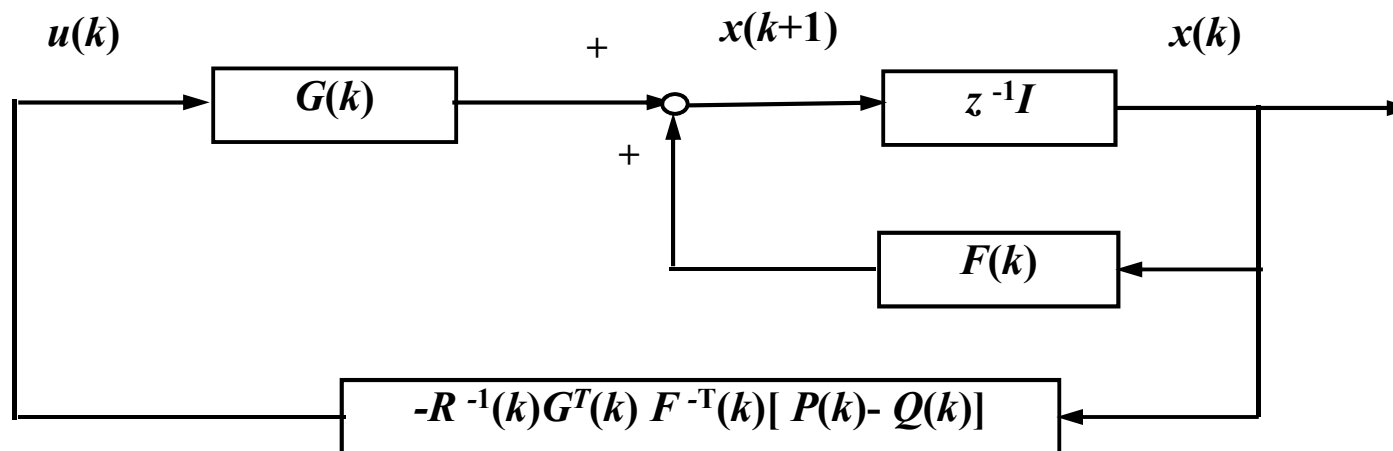 u(k)
+
x(k+1)
x(k)
G(k)
z ⁻¹I
+
F(k)
-R ⁻¹(k)Gᵀ(k) F ⁻ᵀ(k)[ P(k)- Q(k)]